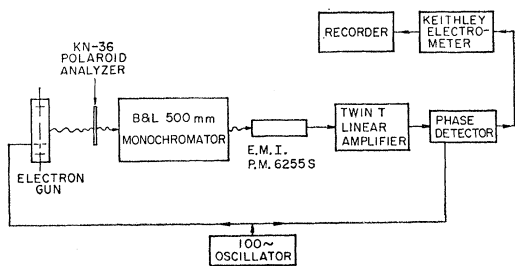 KN-36
POLAROID
ANALYZER
RECORDER
KEITHLEY
ELECTRO-
METER
B&L 500 mm
MONOCHROMATOR
E.M.I.
P.M. 6255 S
TWIN T
LINEAR
AMPLIFIER
PHASE
DETECTOR
ELECTRON
GUN
100~
OSCILLATOR